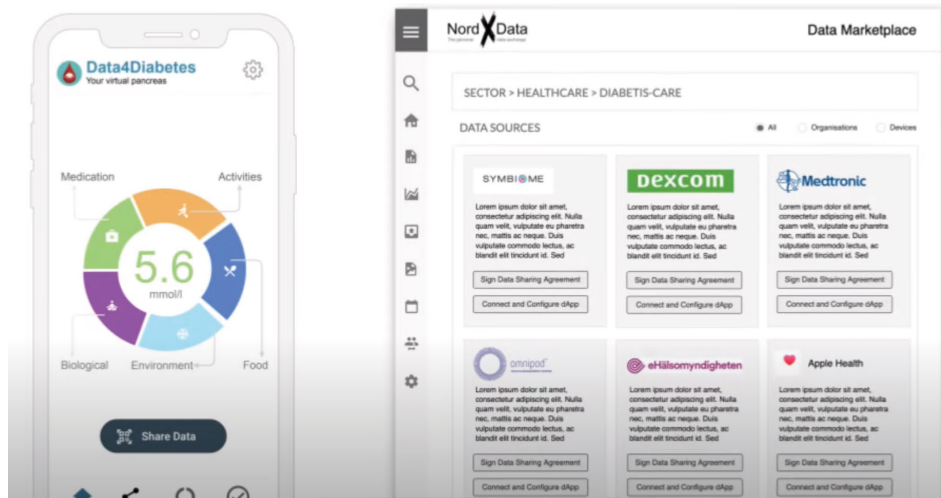 Data4Diabetes
Your virtual pancreas
Medication
Activities
5.6
mmol/l
Biological
Environment
Food
Share Data
Nord X Data
The personal data exchange
Data Marketplace
SECTOR > HEALTHCARE > DIABETIS-CARE
DATA SOURCES
All
Organisations
Devices
SYMBIOME
Lorem ipsum dolor sit amet,
consectetur adipiscing elit. Nulla
quam velit, vulputate eu pharetra
nec, mattis ac neque. Duis
vulputate commodo lectus, ac
blandit elit tincidunt id. Sed
Sign Data Sharing Agreement
Connect and Configure dApp
Dexcom
Lorem ipsum dolor sit amet,
consectetur adipiscing elit. Nulla
quam velit, vulputate eu pharetra
nec, mattis ac neque. Duis
vulputate commodo lectus, ac
blandit elit tincidunt id. Sed
Sign Data Sharing Agreement
Connect and Configure dApp
Medtronic
Lorem ipsum dolor sit amet,
consectetur adipiscing elit. Nulla
quam velit, vulputate eu pharetra
nec, mattis ac neque. Duis
vulputate commodo lectus, ac
blandit elit tincidunt id. Sed
Sign Data Sharing Agreement
Connect and Configure dApp
omnipod
Lorem ipsum dolor sit amet,
consectetur adipiscing elit. Nulla
quam velit, vulputate eu pharetra
nec, mattis ac neque. Duis
vulputate commodo lectus, ac
blandit elit tincidunt id. Sed
Sign Data Sharing Agreement
Connect and Configure dApp
eHälsomyndigheten
Lorem ipsum dolor sit amet,
consectetur adipiscing elit. Nulla
quam velit, vulputate eu pharetra
nec, mattis ac neque. Duis
vulputate commodo lectus, ac
blandit elit tincidunt id. Sed
Sign Data Sharing Agreement
Connect and Configure dApp
Apple Health
Lorem ipsum dolor sit amet,
consectetur adipiscing elit. Nulla
quam velit, vulputate eu pharetra
nec, mattis ac neque. Duis
vulputate commodo lectus, ac
blandit elit tincidunt id. Sed
Sign Data Sharing Agreement
Connect and Configure dApp